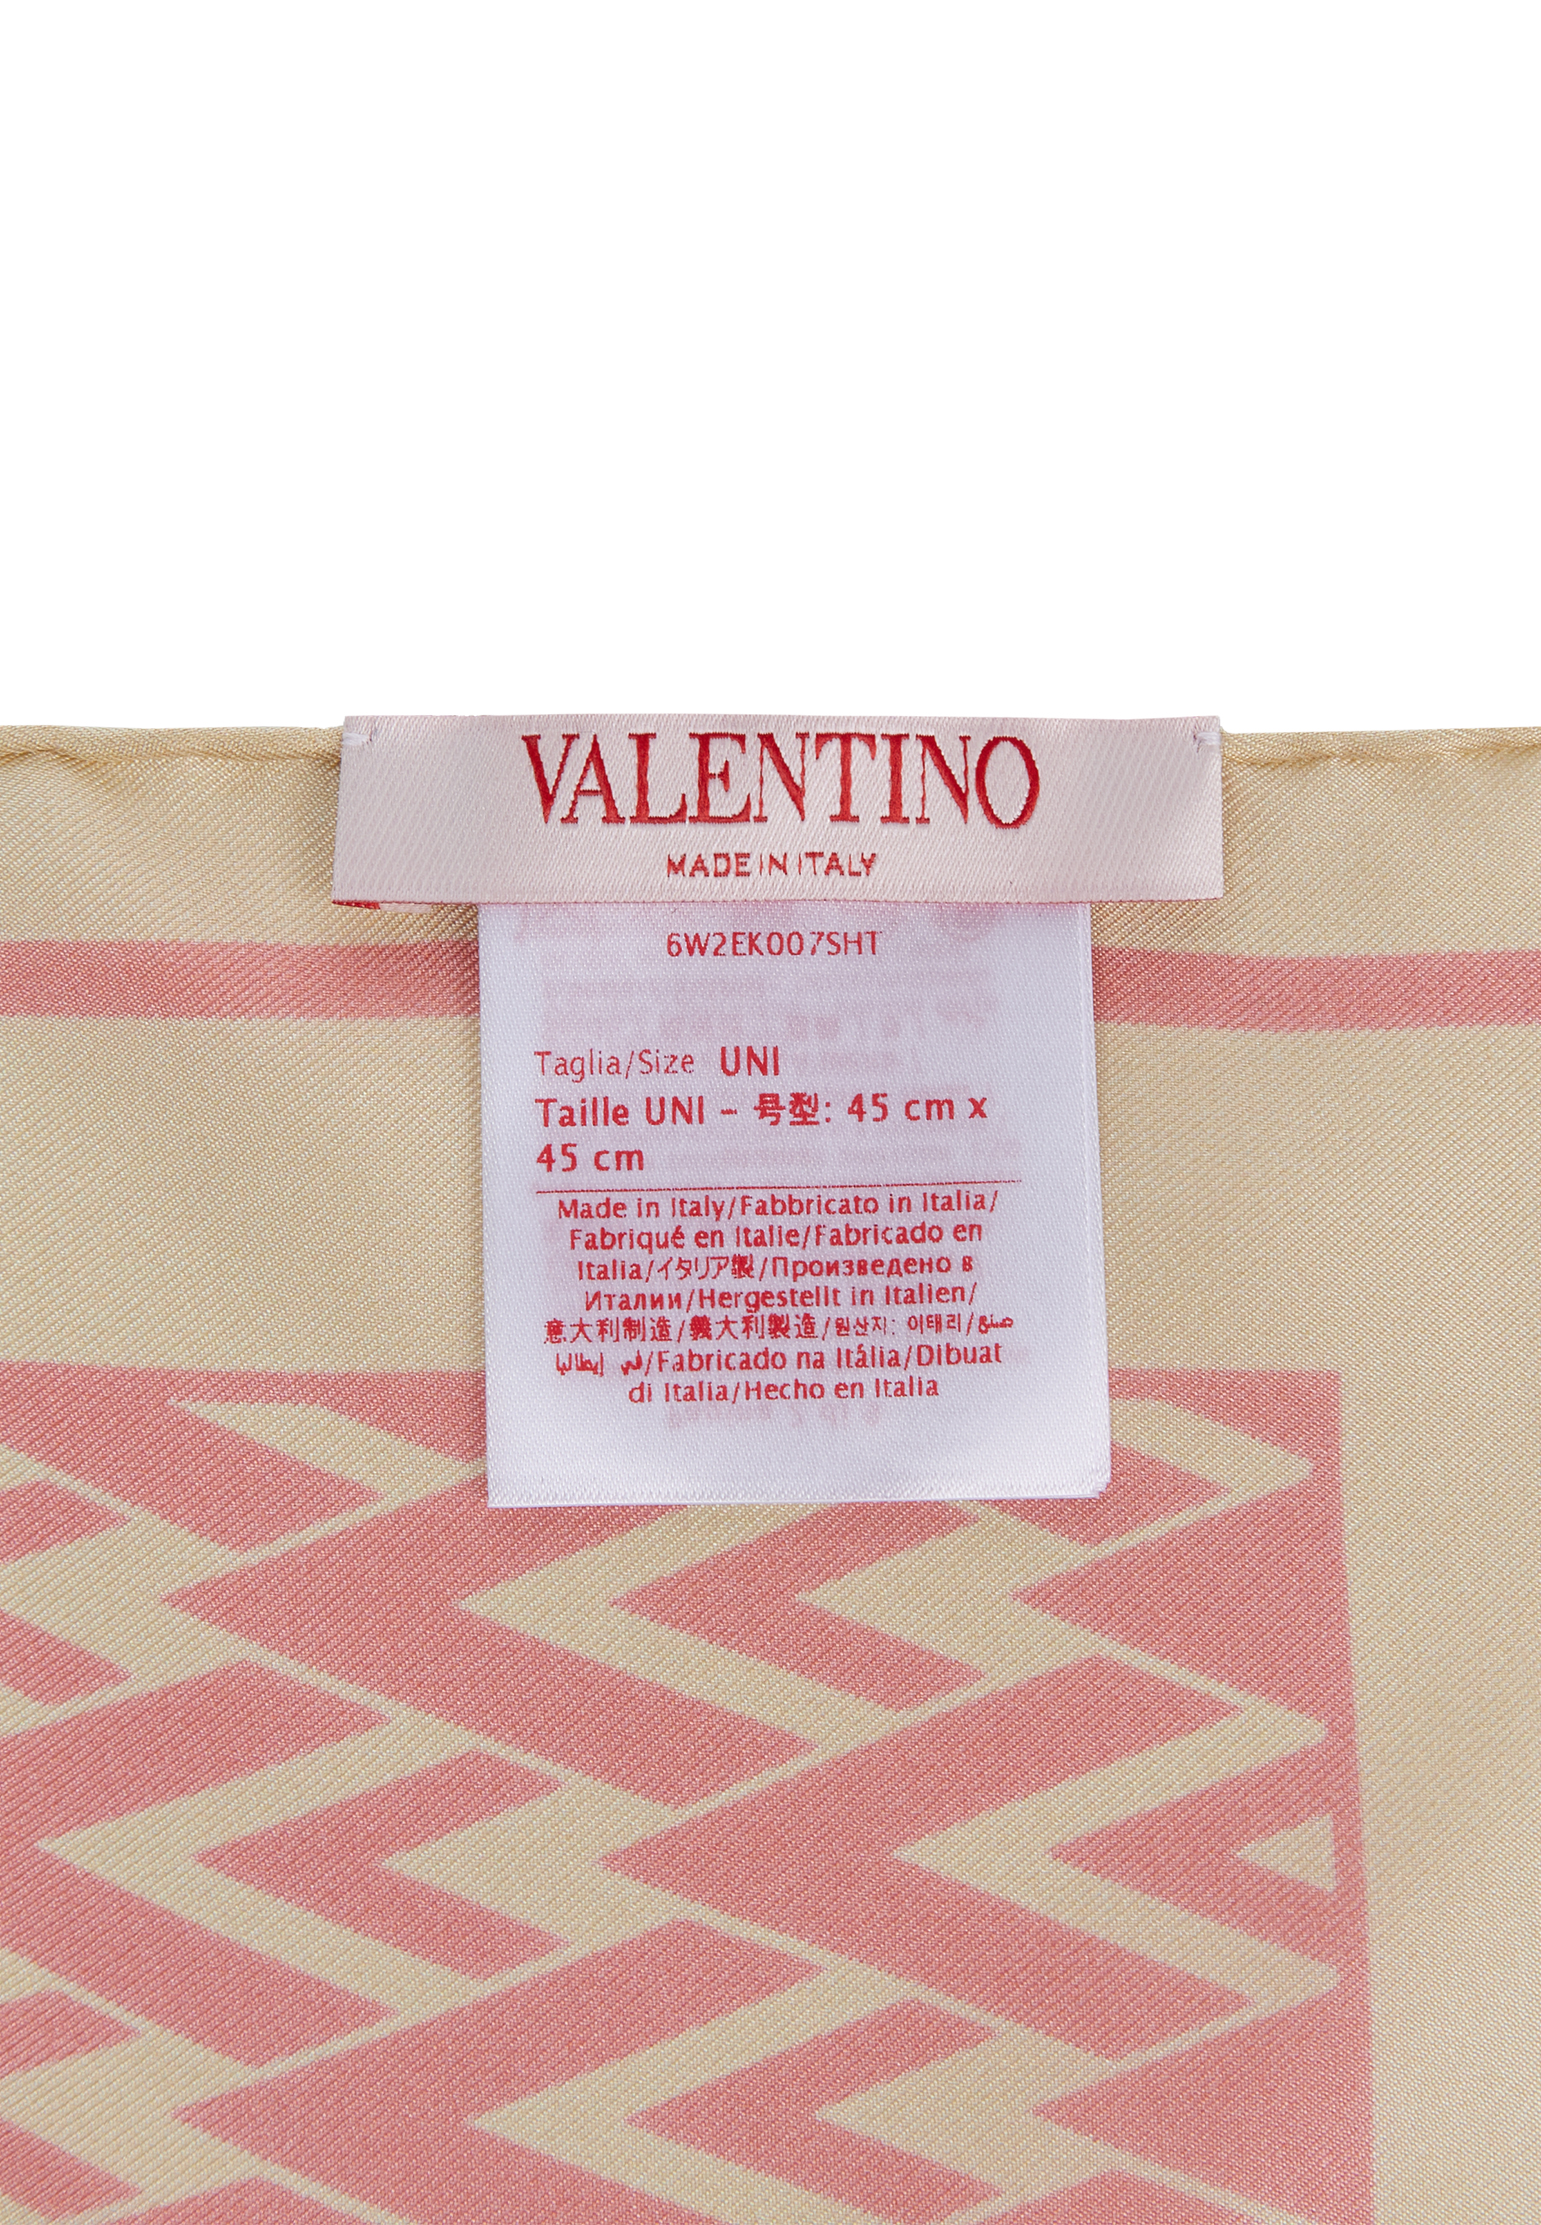 VALENTINO
MADE IN ITALY
6W2EK007SHT
Taglia/Size UNI
Taille UNI - 号型: 45 cm x
45 cm
Made in Italy/Fabbricato in Italia/
Fabriqué en Italie/Fabricado en
Italia/イタリア製/Произведено в
Италии/Hergestellt in Italien/
意大利制造/義大利製造/원산지: 이태리/صنع
في إيطاليا/Fabricado na Itália/Dibuat
di Italia/Hecho en Italia